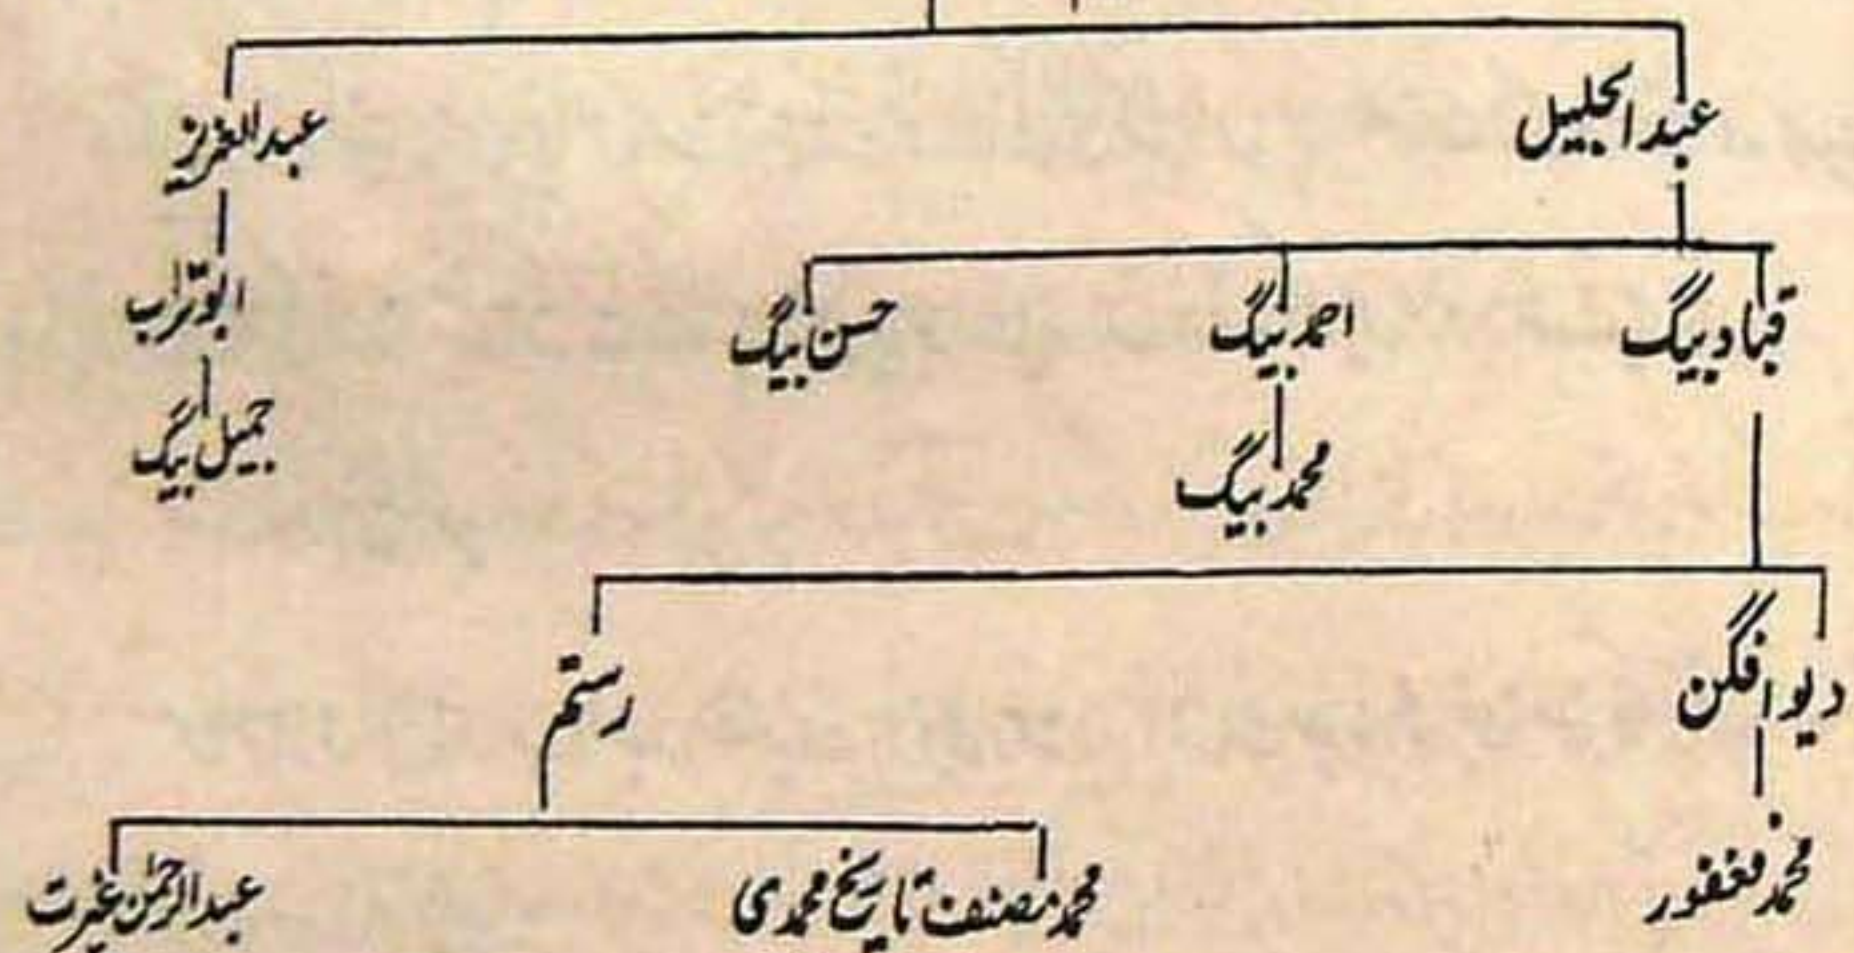 عبدالجلیل عبدالعزیز
قباد بیگ احمد بیگ حسن بیگ ابوتراب
محمد بیگ جمیل بیگ
دیوافگن رستم
محمد فغفور محمد مصنف تاریخ محمدی عبدالرحمٰن غیرت